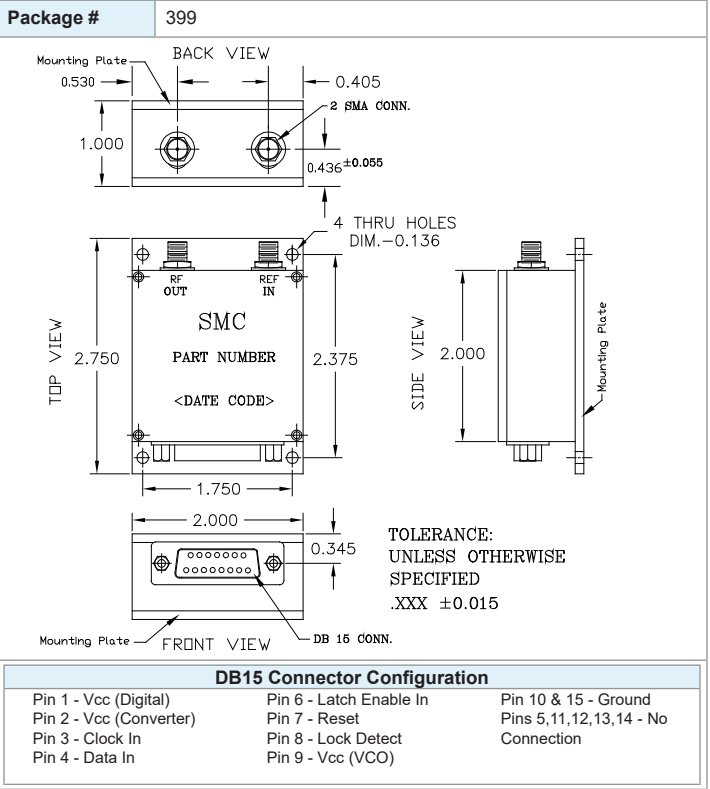 Package # 399
BACK VIEW
Mounting Plate
0.530
0.405
2 SMA CONN.
1.000
0.436±0.055
4 THRU HOLES
DIM.-0.136
RF
OUT
REF
IN
SMC
PART NUMBER
<DATE CODE>
TOP VIEW
2.750
2.375
SIDE VIEW
2.000
Mounting Plate
1.750
2.000
0.345
TOLERANCE:
UNLESS OTHERWISE
SPECIFIED
.XXX ±0.015
Mounting Plate
FRONT VIEW
DB 15 CONN.
DB15 Connector Configuration
Pin 1 - Vcc (Digital)
Pin 2 - Vcc (Converter)
Pin 3 - Clock In
Pin 4 - Data In
Pin 6 - Latch Enable In
Pin 7 - Reset
Pin 8 - Lock Detect
Pin 9 - Vcc (VCO)
Pin 10 & 15 - Ground
Pins 5,11,12,13,14 - No
Connection